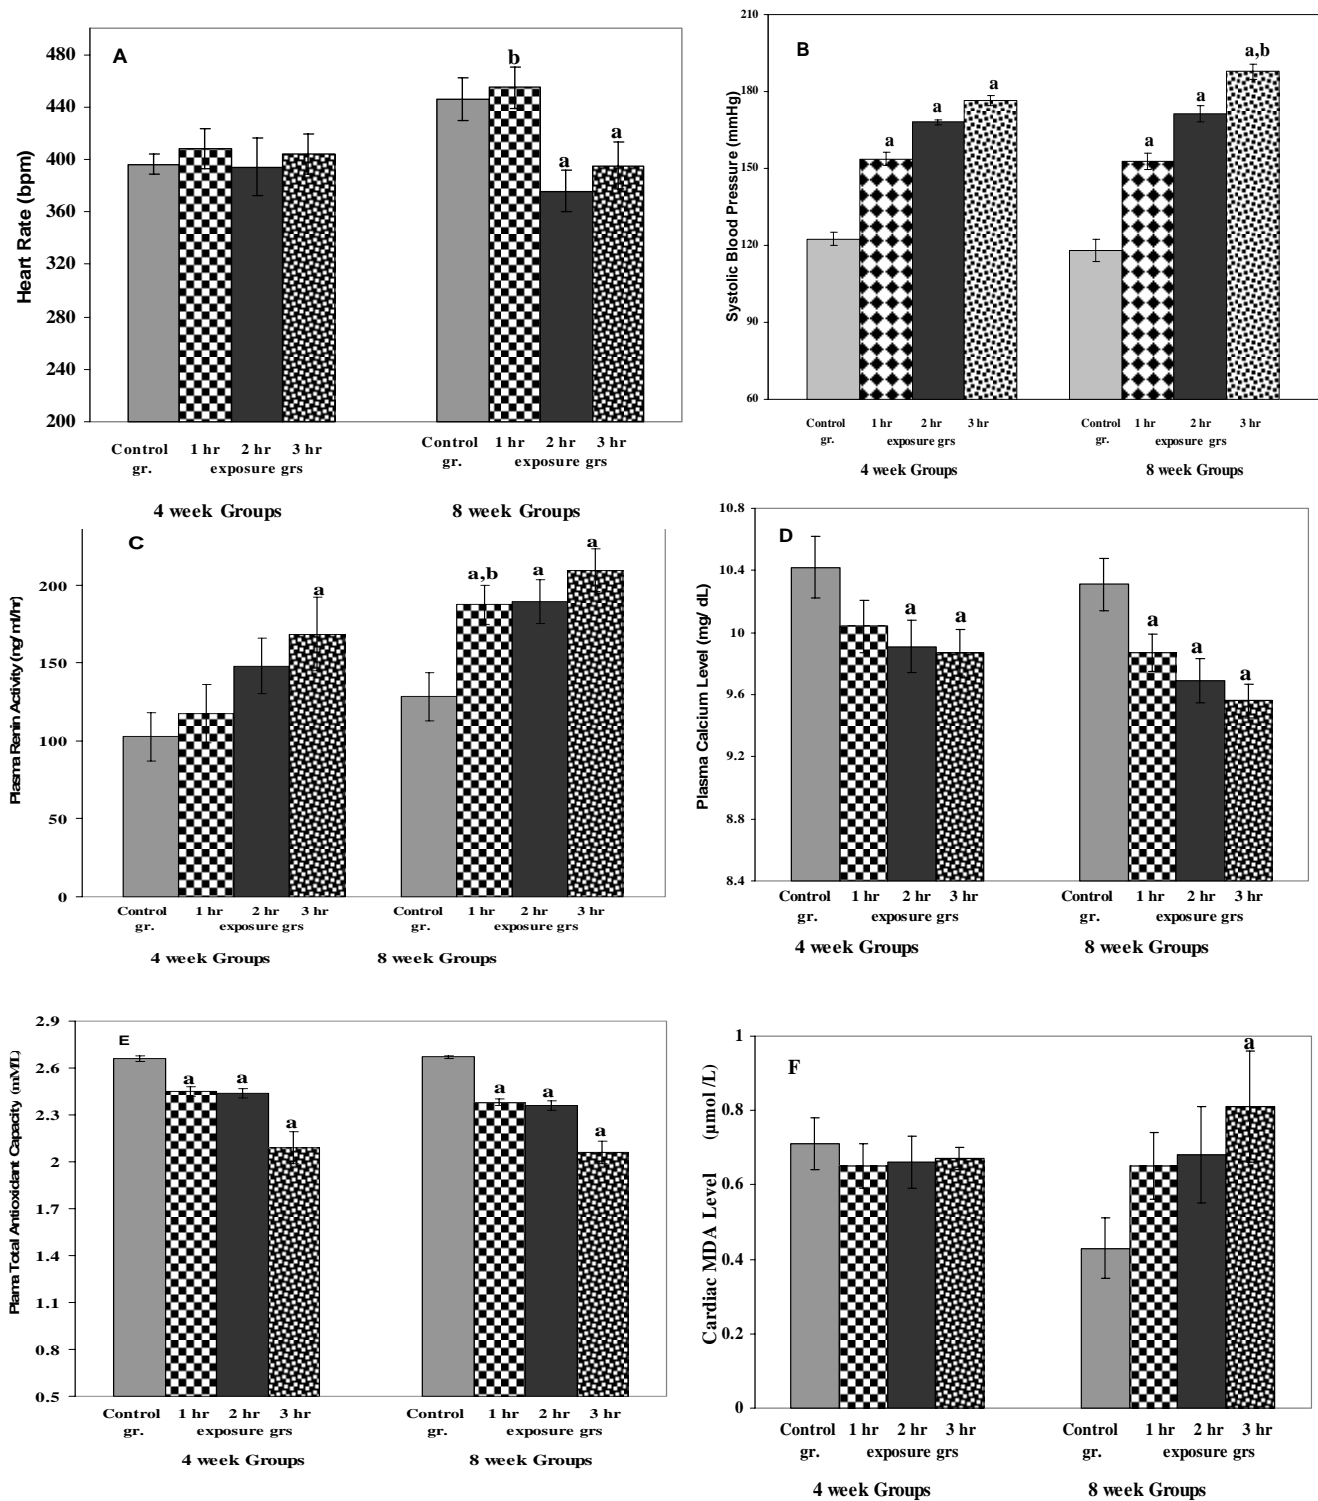 A
Heart Rate (bpm)
480
440
400
360
320
280
240
200
b
a
a
Control 1 hr 2 hr 3 hr
gr. exposure grs
4 week Groups
Control 1 hr 2 hr 3 hr
gr. exposure grs
8 week Groups
B
Systolic Blood Pressure (mmHg)
210
180
150
120
90
60
a
a
a
a
a
a,b
Control 1 hr 2 hr 3 hr
gr. exposure grs
4 week Groups
Control 1 hr 2 hr 3 hr
gr. exposure grs
8 week Groups
C
Plasma Renin Activity (ng/ml/hr)
200
150
100
50
0
a
a,b
a
a
Control 1 hr 2 hr 3 hr
gr. exposure grs
4 week Groups
Control 1 hr 2 hr 3 hr
gr. exposure grs
8 week Groups
D
Plasma Calcium Level (mg/ dL)
10.8
10.4
10
9.6
9.2
8.8
8.4
a
a
a
a
a
Control 1 hr 2 hr 3 hr
gr. exposure grs
4 week Groups
Control 1 hr 2 hr 3 hr
gr. exposure grs
8 week Groups
E
Plama Total Antioxidant Capacity (mM/L)
2.9
2.6
2.3
2
1.7
1.4
1.1
0.8
0.5
a
a
a
a
a
a
Control 1 hr 2 hr 3 hr
gr. exposure grs
4 week Groups
Control 1 hr 2 hr 3 hr
gr. exposure grs
8 week Groups
F
Cardiac MDA Level (µmol /L)
1
0.8
0.6
0.4
0.2
0
a
Control 1 hr 2 hr 3 hr
gr. exposure grs
4 week Groups
Control 1 hr 2 hr 3 hr
gr. exposure grs
8 week Groups